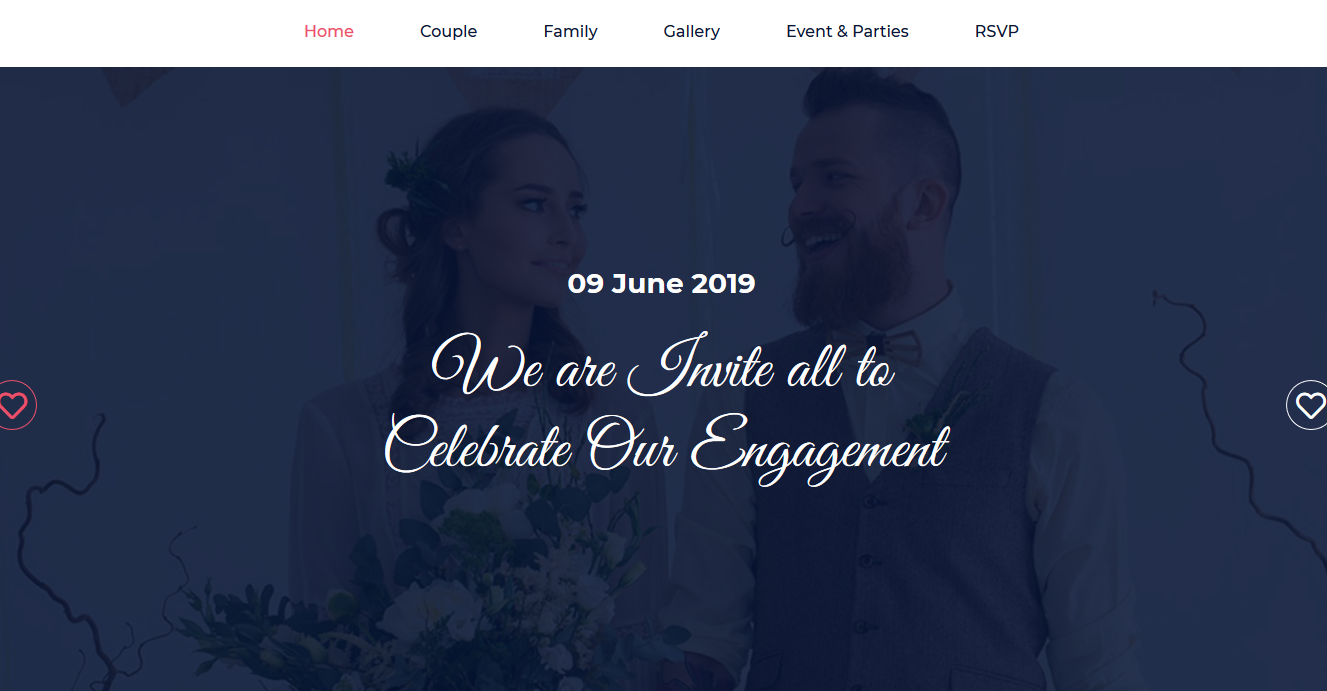 Home Couple Family Gallery Event & Parties RSVP
09 June 2019
We are Invite all to
Celebrate Our Engagement